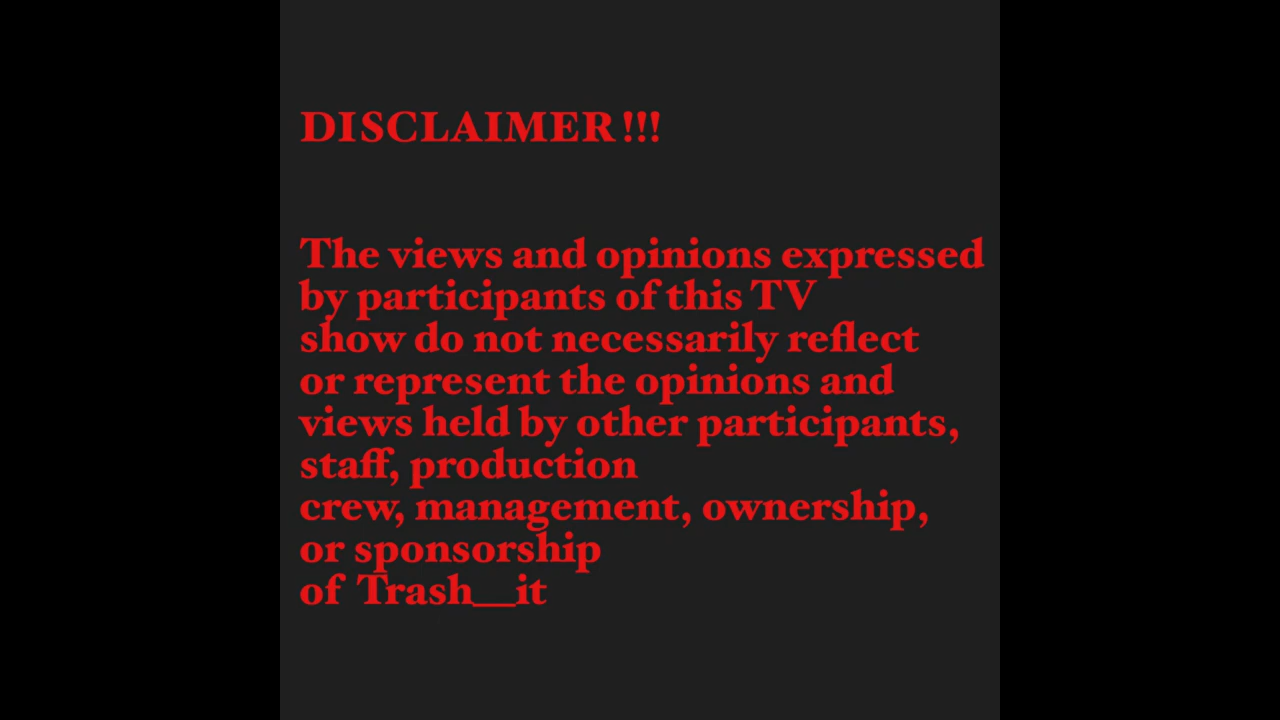 DISCLAIMER !!!
The views and opinions expressed
by participants of this TV
show do not necessarily reflect
or represent the opinions and
views held by other participants,
staff, production
crew, management, ownership,
or sponsorship
of Trash__it